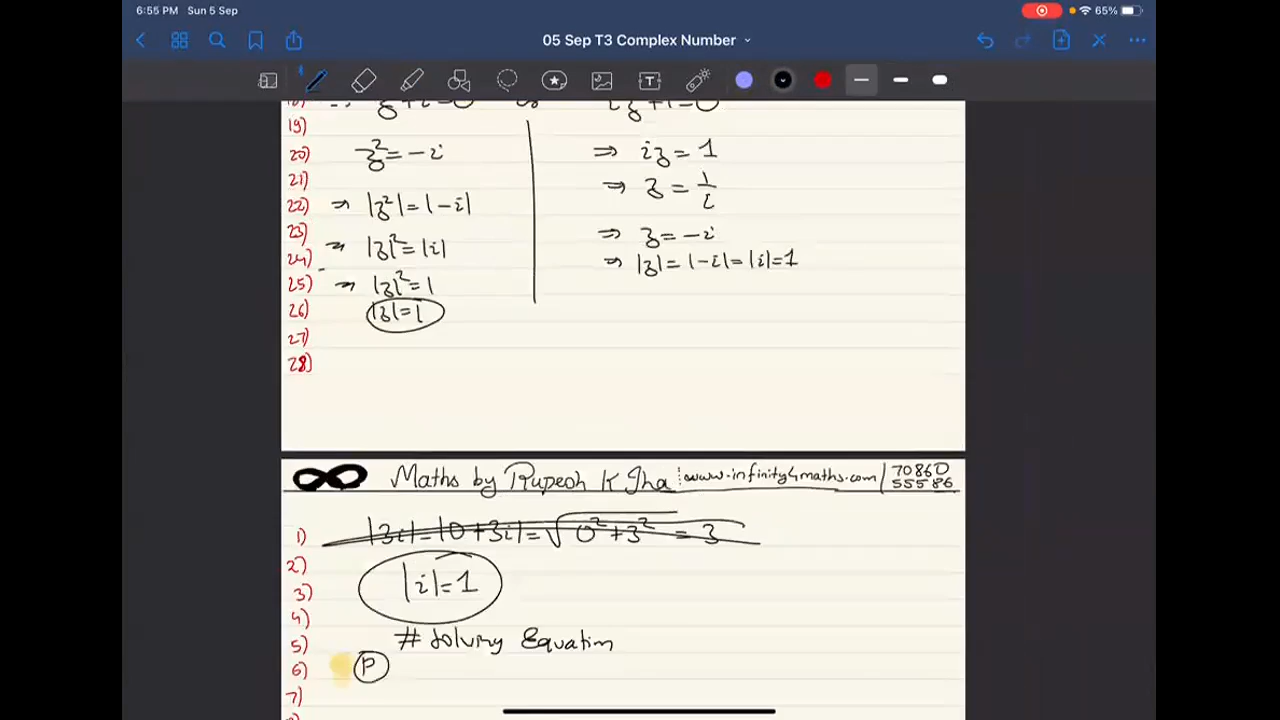 6:55 PM Sun 5 Sep 65%
05 Sep T3 Complex Number
19)
20) z² = -i ⇒ iz = 1
21) ⇒ z = 1/i
22) ⇒ |z²| = |-i|
23) ⇒ z = -i
24) ⇒ |z|² = |i| ⇒ |z| = |-i| = |i| = 1
25) ⇒ |z|² = 1
26) |z| = 1
27)
28)
Maths by Rupesh K Jha www.infinity4maths.com / 70860 55586
1) |3i| = |0+3i| = √0²+3² = 3
2)
3) |i| = 1
4)
5) # Solving Equation
6) P
7)